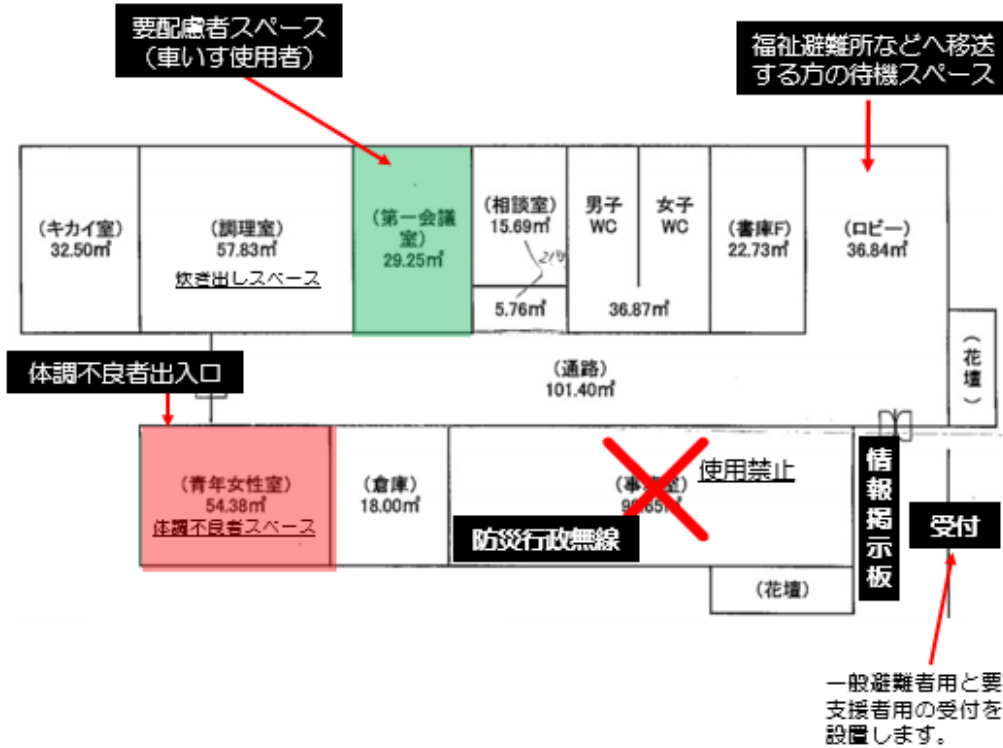 要配慮者スペース
（車いす使用者）
福祉避難所などへ移送
する方の待機スペース
（キカイ室）
32.50㎡
（調理室）
57.83㎡
炊き出しスペース
（第一会議
室）
29.25㎡
（相談室）
15.69㎡
5.76㎡
男子
WC
女子
WC
36.87㎡
（書庫F）
22.73㎡
（ロビー）
36.84㎡
体調不良者出入口
（通路）
101.40㎡
（花壇）
（青年女性室）
54.38㎡
体調不良者スペース
（倉庫）
18.00㎡
使用禁止
防災行政無線
情報掲示板
受付
（花壇）
一般避難者用と要
支援者用の受付を
設置します。